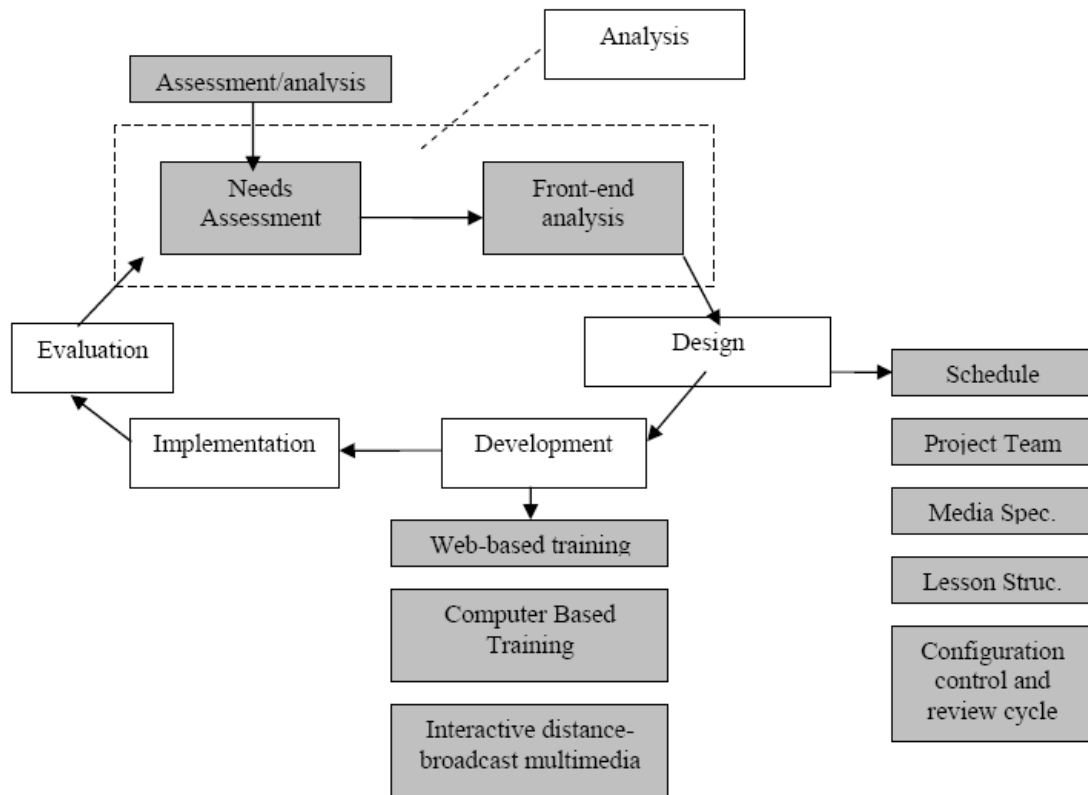 Analysis
Assessment/analysis
Needs
Assessment
Front-end
analysis
Evaluation
Design
Schedule
Implementation
Development
Project Team
Media Spec.
Web-based training
Lesson Struc.
Computer Based
Training
Configuration
control and
review cycle
Interactive distance-
broadcast multimedia